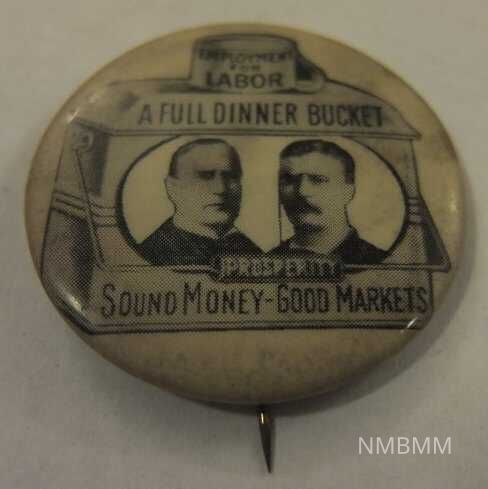 EMPLOYMENT
FOR
LABOR
A FULL DINNER BUCKET
PROSPERITY
SOUND MONEY-GOOD MARKETS
NMBMM